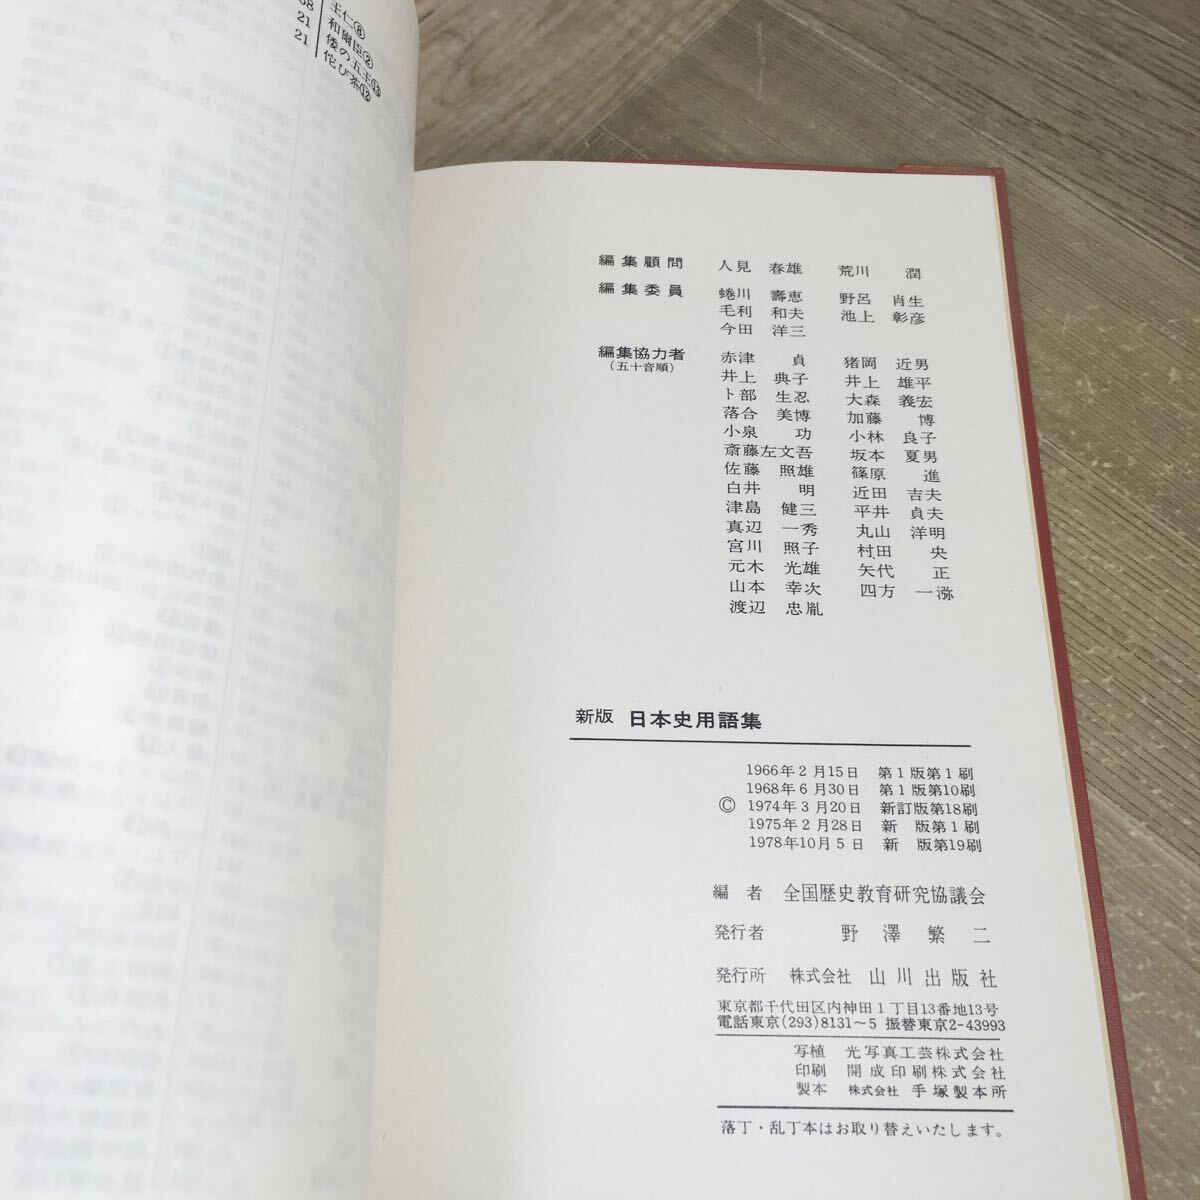 王仁⑧
和爾臣②
倭の五王⑬
侘び茶⑫
21
21
編集顧問 人見 春雄 荒川 潤
編集委員 蜷川 壽恵 野呂 肖生
毛利 和夫 池上 彰彦
今田 洋三
編集協力者 赤津 貞 猪岡 近男
(五十音順) 井上 典子 井上 雄平
卜部 生忍 大森 義宏
落合 美博 加藤 博
小泉 功 小林 良子
斎藤左文吾 坂本 夏男
佐藤 照雄 篠原 進
白井 明 近田 吉夫
津島 健三 平井 貞夫
真辺 一秀 丸山 洋明
宮川 照子 村田 央
元木 光雄 矢代 正
山本 幸次 四方 一㳽
渡辺 忠胤
新版 日本史用語集
1966年2月15日 第1版第1刷
1968年6月30日 第1版第10刷
© 1974年3月20日 新訂版第18刷
1975年2月28日 新 版第1刷
1978年10月5日 新 版第19刷
編 者 全国歴史教育研究協議会
発行者 野澤繁二
発行所 株式会社 山川出版社
東京都千代田区内神田1丁目13番地13号
電話東京(293)8131～5 振替東京2-43993
写植 光写真工芸株式会社
印刷 開成印刷株式会社
製本 株式会社 手塚製本所
落丁・乱丁本はお取り替えいたします。